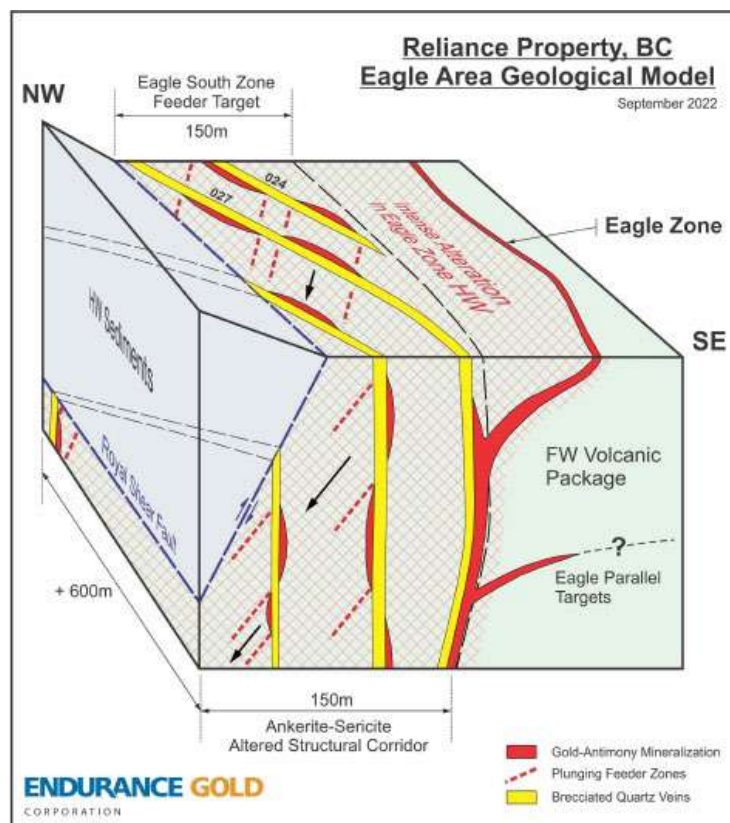 Reliance Property, BC
Eagle Area Geological Model
September 2022
Eagle South Zone
Feeder Target
150m
NW
024
027
Intense Alteration
in Eagle Zone HW
Eagle Zone
SE
HW Sediments
Royal Shear Fault
FW Volcanic
Package
?
Eagle Parallel
Targets
+ 600m
150m
Ankerite-Sericite
Altered Structural Corridor
Gold-Antimony Mineralization
Plunging Feeder Zones
Brecciated Quartz Veins
ENDURANCE GOLD
CORPORATION